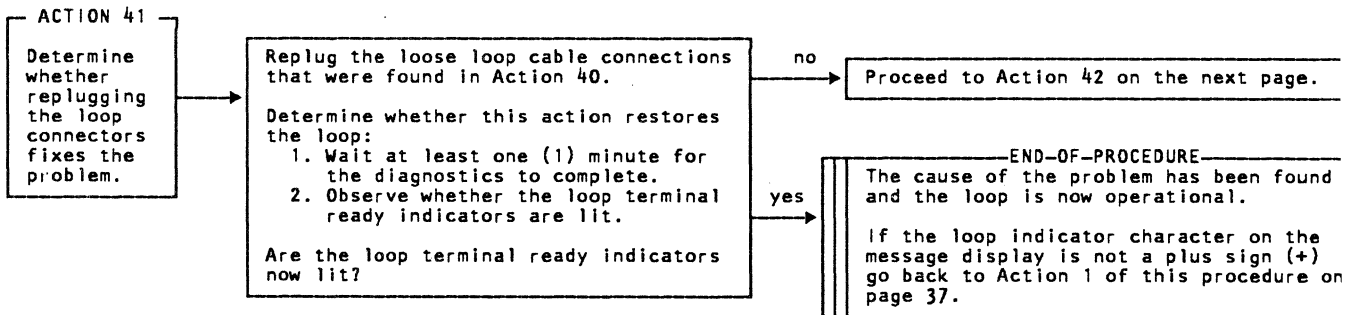 ACTION 41
Determine
whether
replugging
the loop
connectors
fixes the
problem.
Replug the loose loop cable connections
that were found in Action 40.
Determine whether this action restores
the loop:
1. Wait at least one (1) minute for
the diagnostics to complete.
2. Observe whether the loop terminal
ready indicators are lit.
Are the loop terminal ready indicators
now lit?
no
Proceed to Action 42 on the next page.
yes
END-OF-PROCEDURE
The cause of the problem has been found
and the loop is now operational.
If the loop indicator character on the
message display is not a plus sign (+)
go back to Action 1 of this procedure on
page 37.